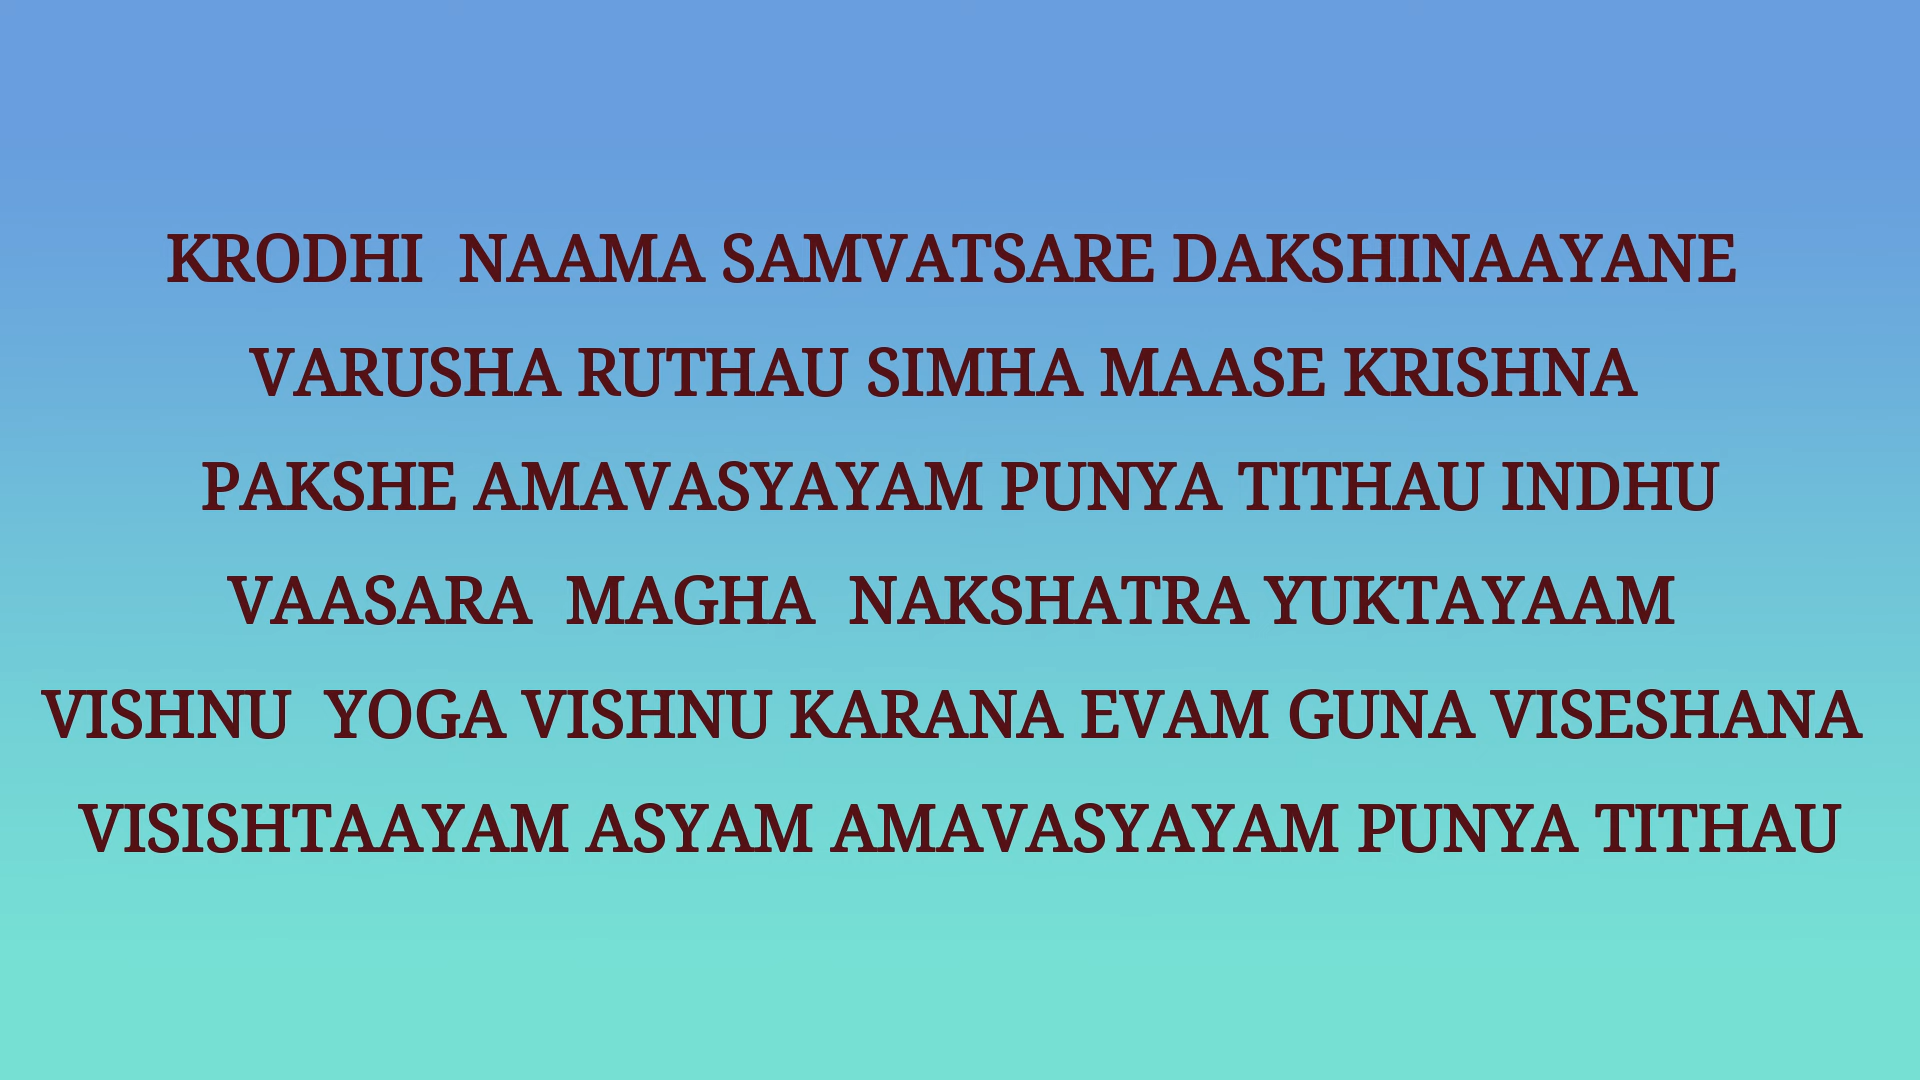 KRODHI  NAAMA SAMVATSARE DAKSHINAAYANE
VARUSHA RUTHAU SIMHA MAASE KRISHNA
PAKSHE AMAVASYAYAM PUNYA TITHAU INDHU
VAASARA  MAGHA  NAKSHATRA YUKTAYAAM
VISHNU  YOGA VISHNU KARANA EVAM GUNA VISESHANA
VISISHTAAYAM ASYAM AMAVASYAYAM PUNYA TITHAU